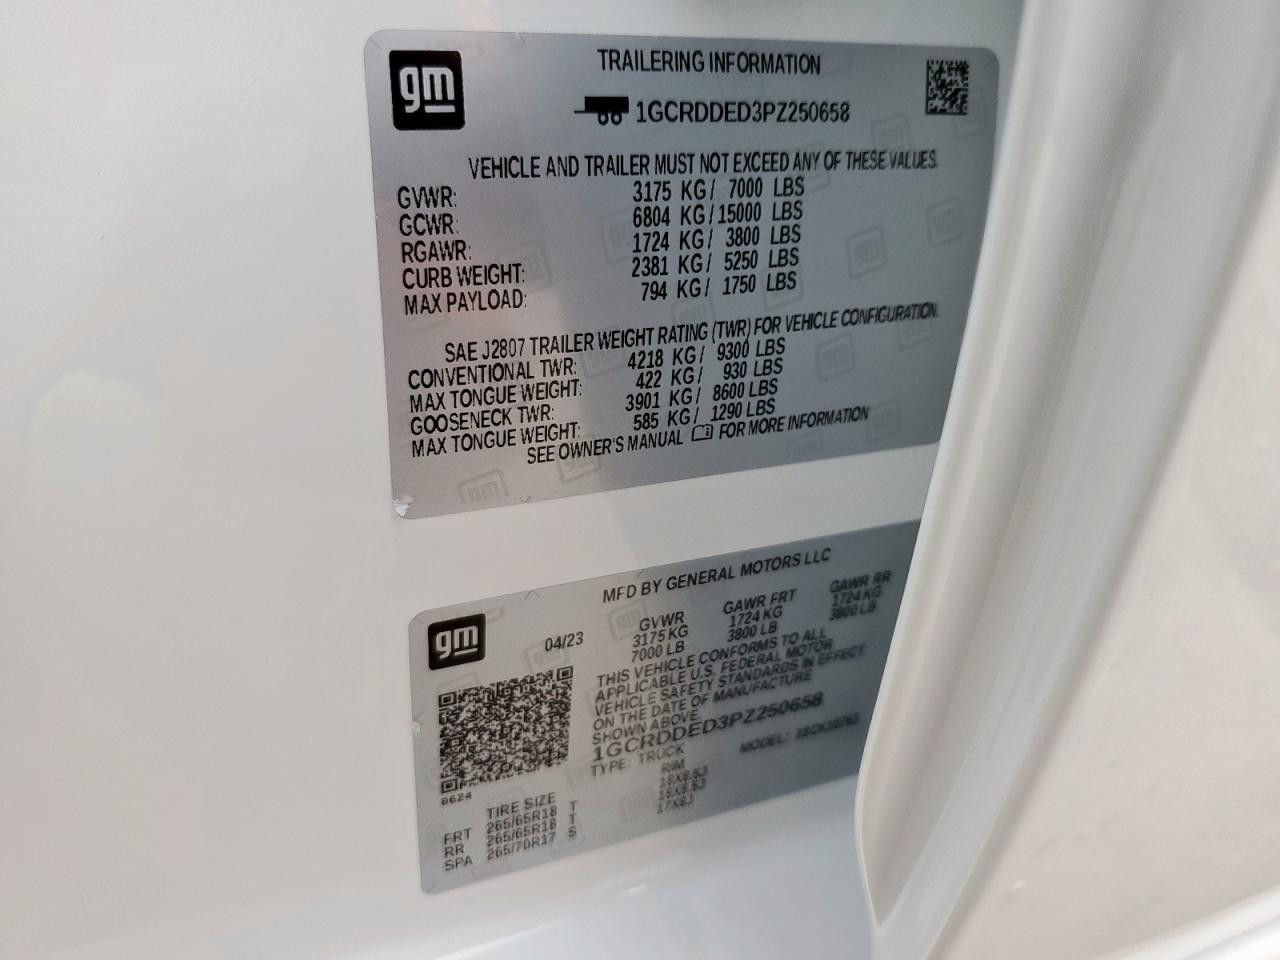 gm
TRAILERING INFORMATION
1GCRDDED3PZ250658
VEHICLE AND TRAILER MUST NOT EXCEED ANY OF THESE VALUES.
GVWR: 3175 KG/ 7000 LBS
GCWR: 6804 KG/15000 LBS
RGAWR: 1724 KG/ 3800 LBS
CURB WEIGHT: 2381 KG/ 5250 LBS
MAX PAYLOAD: 794 KG/ 1750 LBS
SAE J2807 TRAILER WEIGHT RATING (TWR) FOR VEHICLE CONFIGURATION.
CONVENTIONAL TWR: 4218 KG/ 9300 LBS
MAX TONGUE WEIGHT: 422 KG/ 930 LBS
GOOSENECK TWR: 3901 KG/ 8600 LBS
MAX TONGUE WEIGHT: 585 KG/ 1290 LBS
SEE OWNER'S MANUAL FOR MORE INFORMATION
gm
MFD BY GENERAL MOTORS LLC
04/23 GVWR GAWR FRT GAWR RR
3175 KG 1724 KG 1724 KG
7000 LB 3800 LB 3800 LB
THIS VEHICLE CONFORMS TO ALL
APPLICABLE U.S. FEDERAL MOTOR
VEHICLE SAFETY STANDARDS IN EFFECT
ON THE DATE OF MANUFACTURE
SHOWN ABOVE.
1GCRDDED3PZ250658
TYPE: TRUCK MODEL:
8624
TIRE SIZE RIM
FRT 265/65R18 T 18X8.5J
RR 265/65R18 T 18X8.5J
SPA 265/70R17 S 17X8J